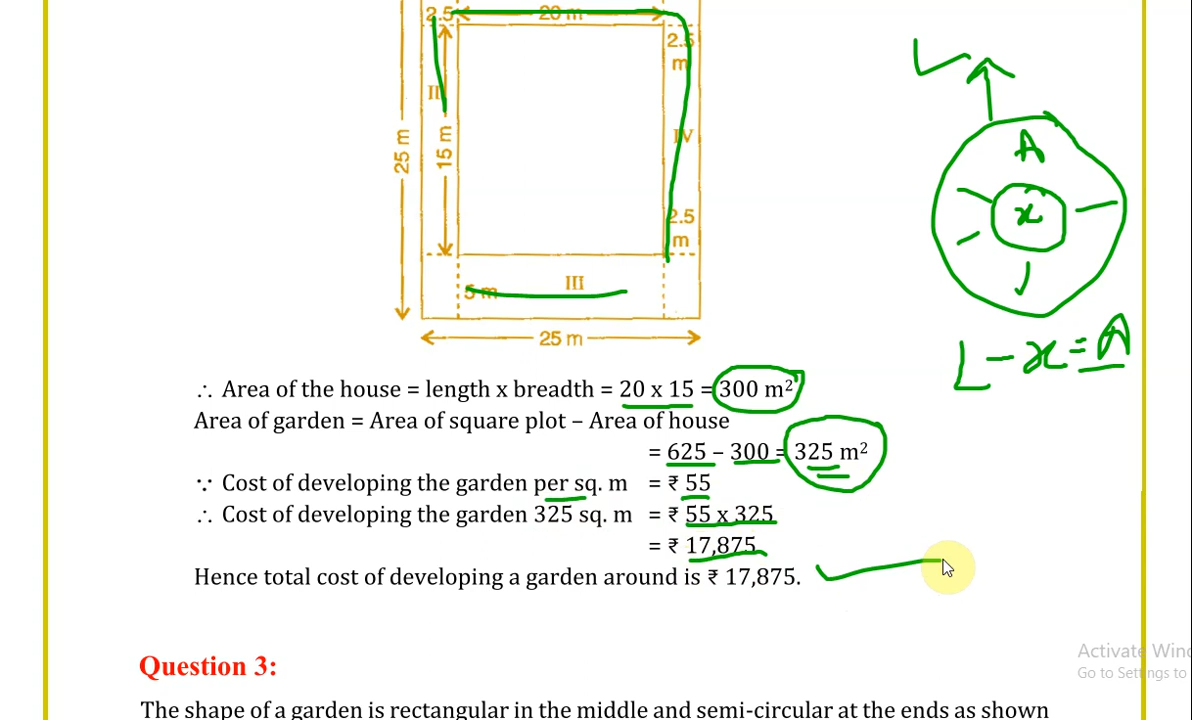 2.5
20 m
2.5
m
II
IV
25 m
15 m
2.5
m
III
5 m
25 m
L
A
x
L - x = A
∴ Area of the house = length x breadth = 20 x 15 = 300 m²
Area of garden = Area of square plot – Area of house
= 625 – 300 = 325 m²
∵ Cost of developing the garden per sq. m = ₹ 55
∴ Cost of developing the garden 325 sq. m = ₹ 55 x 325
= ₹ 17,875
Hence total cost of developing a garden around is ₹ 17,875.
Question 3:
The shape of a garden is rectangular in the middle and semi-circular at the ends as shown
Activate Win
Go to Settings to